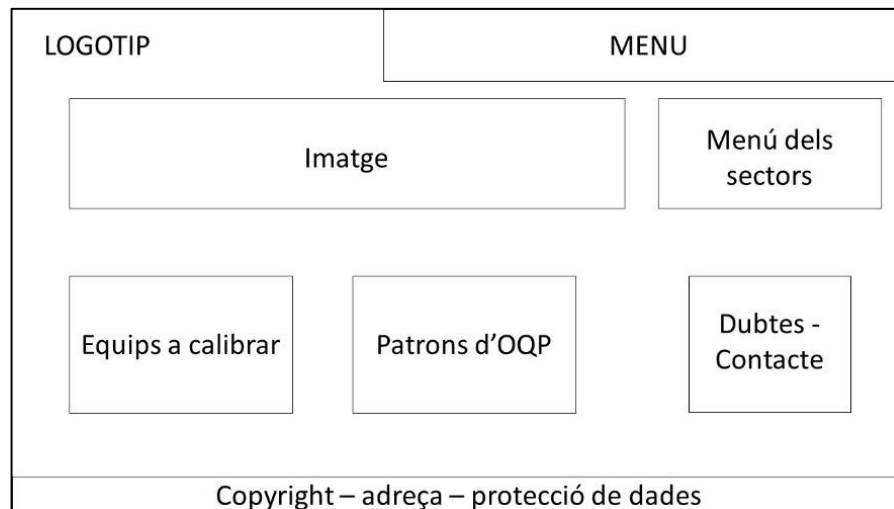 LOGOTIP
MENU
Imatge
Menú dels
sectors
Equips a calibrar
Patrons d'OQP
Dubtes -
Contacte
Copyright – adreça – protecció de dades